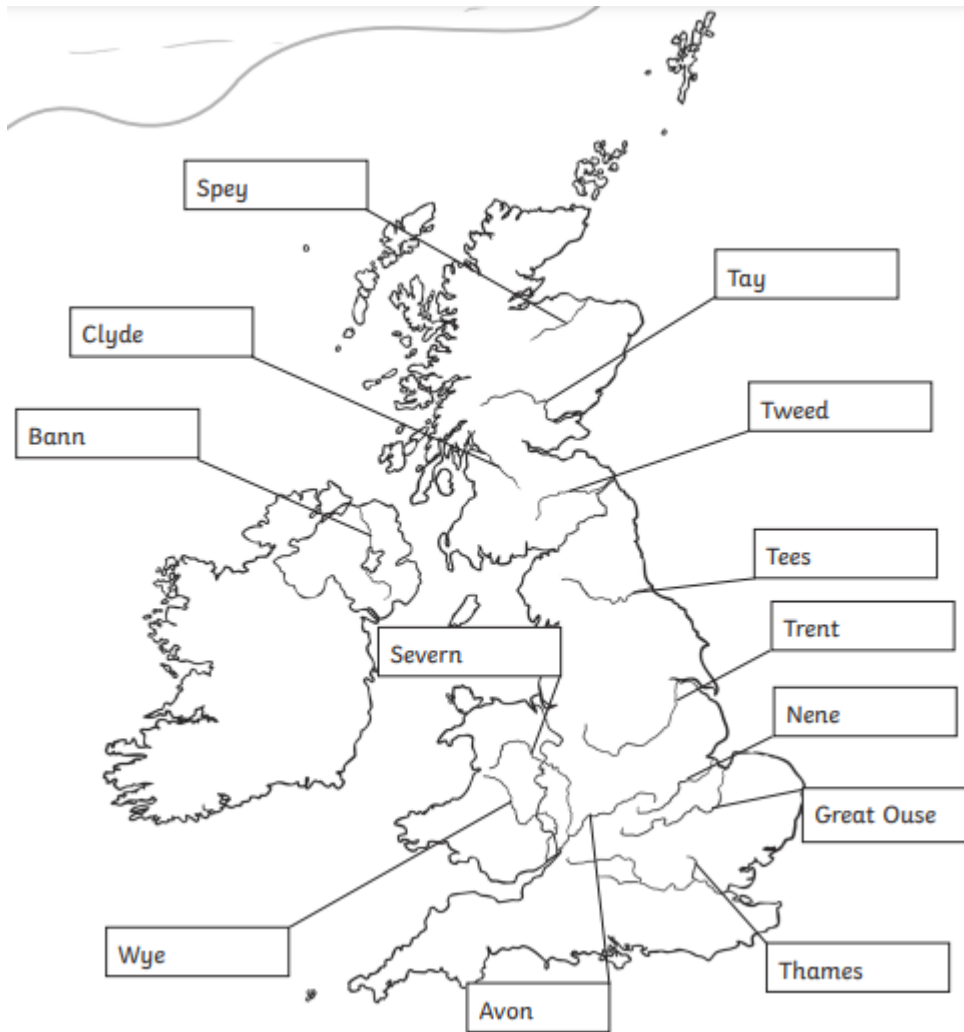 Spey
Tay
Clyde
Tweed
Bann
Tees
Trent
Severn
Nene
Great Ouse
Wye
Thames
Avon